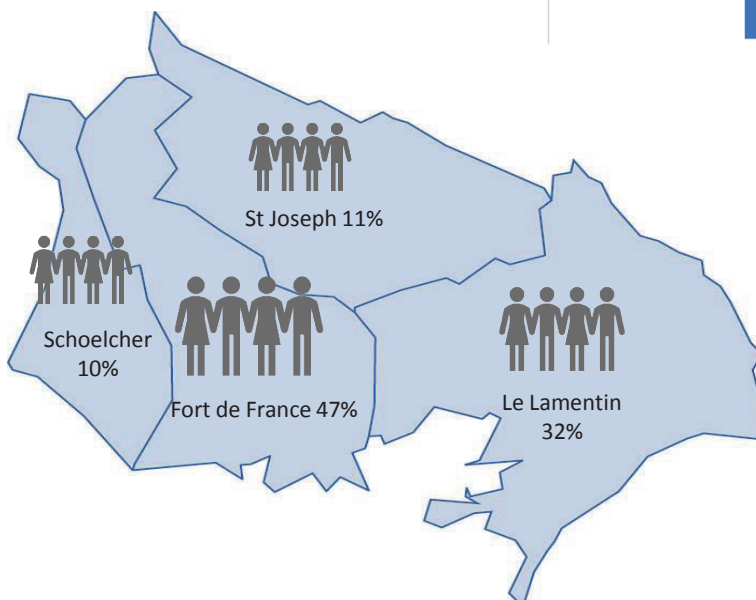 St Joseph 11%
Schoelcher
10%
Fort de France 47%
Le Lamentin
32%